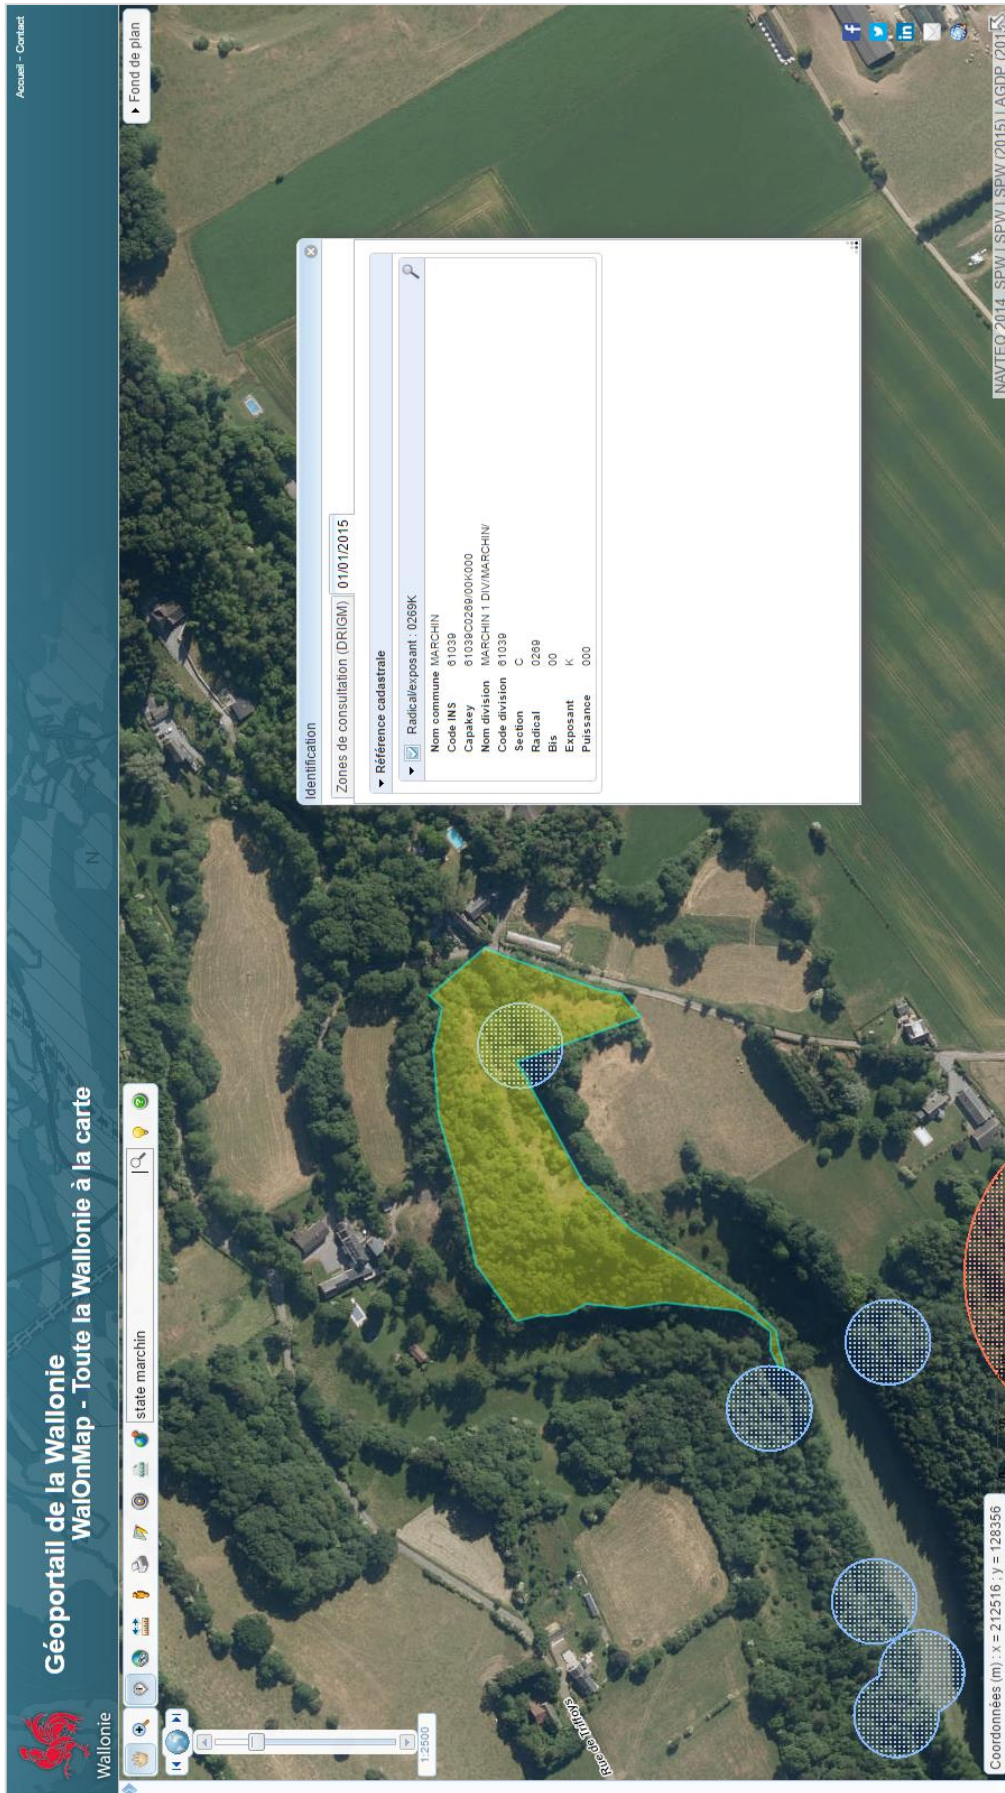 Accueil - Contact
Géoportail de la Wallonie
WalOnMap - Toute la Wallonie à la carte
Wallonie
N
state marchin
Fond de plan
1:2500
Identification
Zones de consultation (DRIGM)
01/01/2015
Référence cadastrale
Radical/exposant : 0269K
Nom commune MARCHIN
Code INS 61039
Capakey 61039C0269/00K000
Nom division MARCHIN 1 DIV/MARCHIN/
Code division 61039
Section C
Radical 0269
Bis 00
Exposant K
Puissance 000
Rue de Triffoys
Coordonnées (m) : x = 212516 ; y = 128356
NAVTEQ 2014, SPW | SPW | SPW (2015) | AGDP (2015)